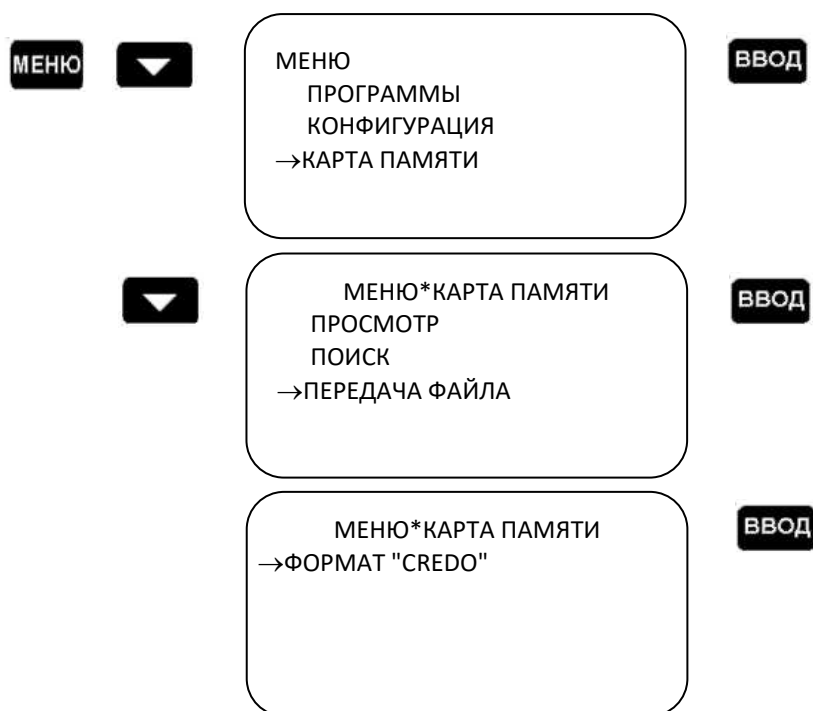 МЕНЮ
МЕНЮ
ПРОГРАММЫ
КОНФИГУРАЦИЯ
→КАРТА ПАМЯТИ
ВВОД
МЕНЮ*КАРТА ПАМЯТИ
ПРОСМОТР
ПОИСК
→ПЕРЕДАЧА ФАЙЛА
ВВОД
МЕНЮ*КАРТА ПАМЯТИ
→ФОРМАТ "CREDO"
ВВОД